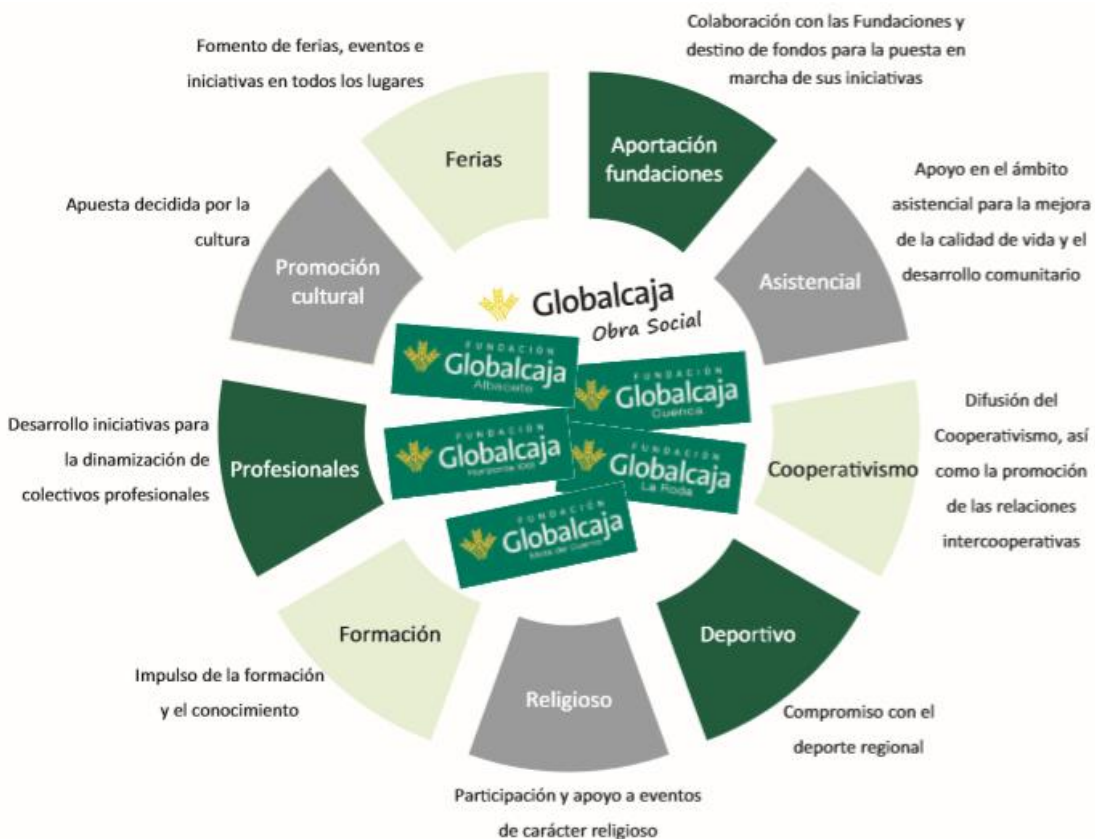 Fomento de ferias, eventos e
iniciativas en todos los lugares
Ferias
Colaboración con las Fundaciones y
destino de fondos para la puesta en
marcha de sus iniciativas
Aportación
fundaciones
Apoyo en el ámbito
asistencial para la mejora
de la calidad de vida y el
desarrollo comunitario
Asistencial
Difusión del
Cooperativismo, así
como la promoción
de las relaciones
intercooperativas
Cooperativismo
Deportivo
Compromiso con el
deporte regional
Religioso
Participación y apoyo a eventos
de carácter religioso
Formación
Impulso de la formación
y el conocimiento
Profesionales
Desarrollo iniciativas para
la dinamización de
colectivos profesionales
Promoción
cultural
Apuesta decidida por la
cultura
Globalcaja
Obra Social
FUNDACIÓN
Globalcaja
Albacete
FUNDACIÓN
Globalcaja
Cuenca
FUNDACIÓN
Globalcaja
Horizonte XXII
FUNDACIÓN
Globalcaja
La Roda
FUNDACIÓN
Globalcaja
Mota del Cuervo